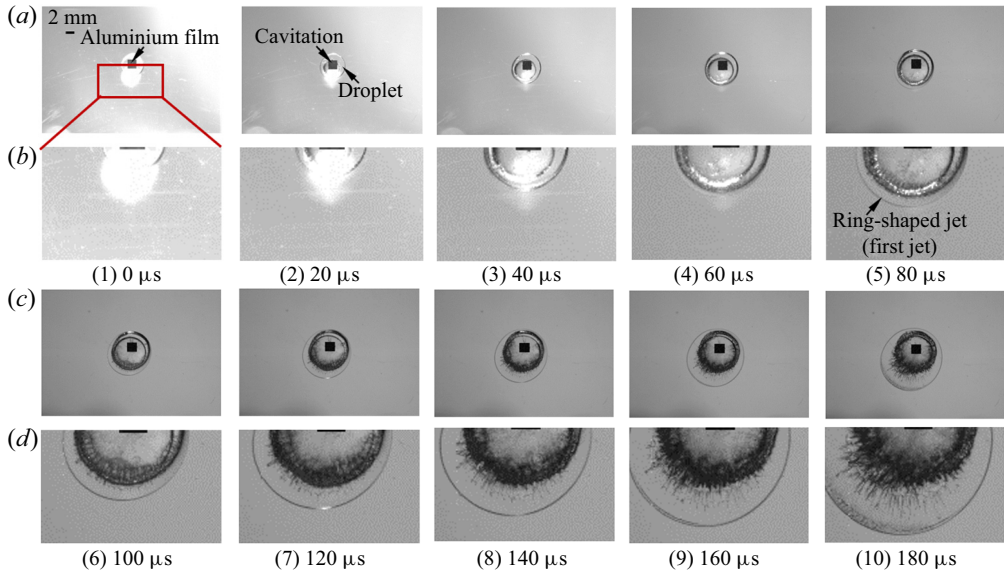 (a)
2 mm
Aluminium film
Cavitation
Droplet
(b)
Ring-shaped jet
(first jet)
(1) 0 μs
(2) 20 μs
(3) 40 μs
(4) 60 μs
(5) 80 μs
(c)
(d)
(6) 100 μs
(7) 120 μs
(8) 140 μs
(9) 160 μs
(10) 180 μs